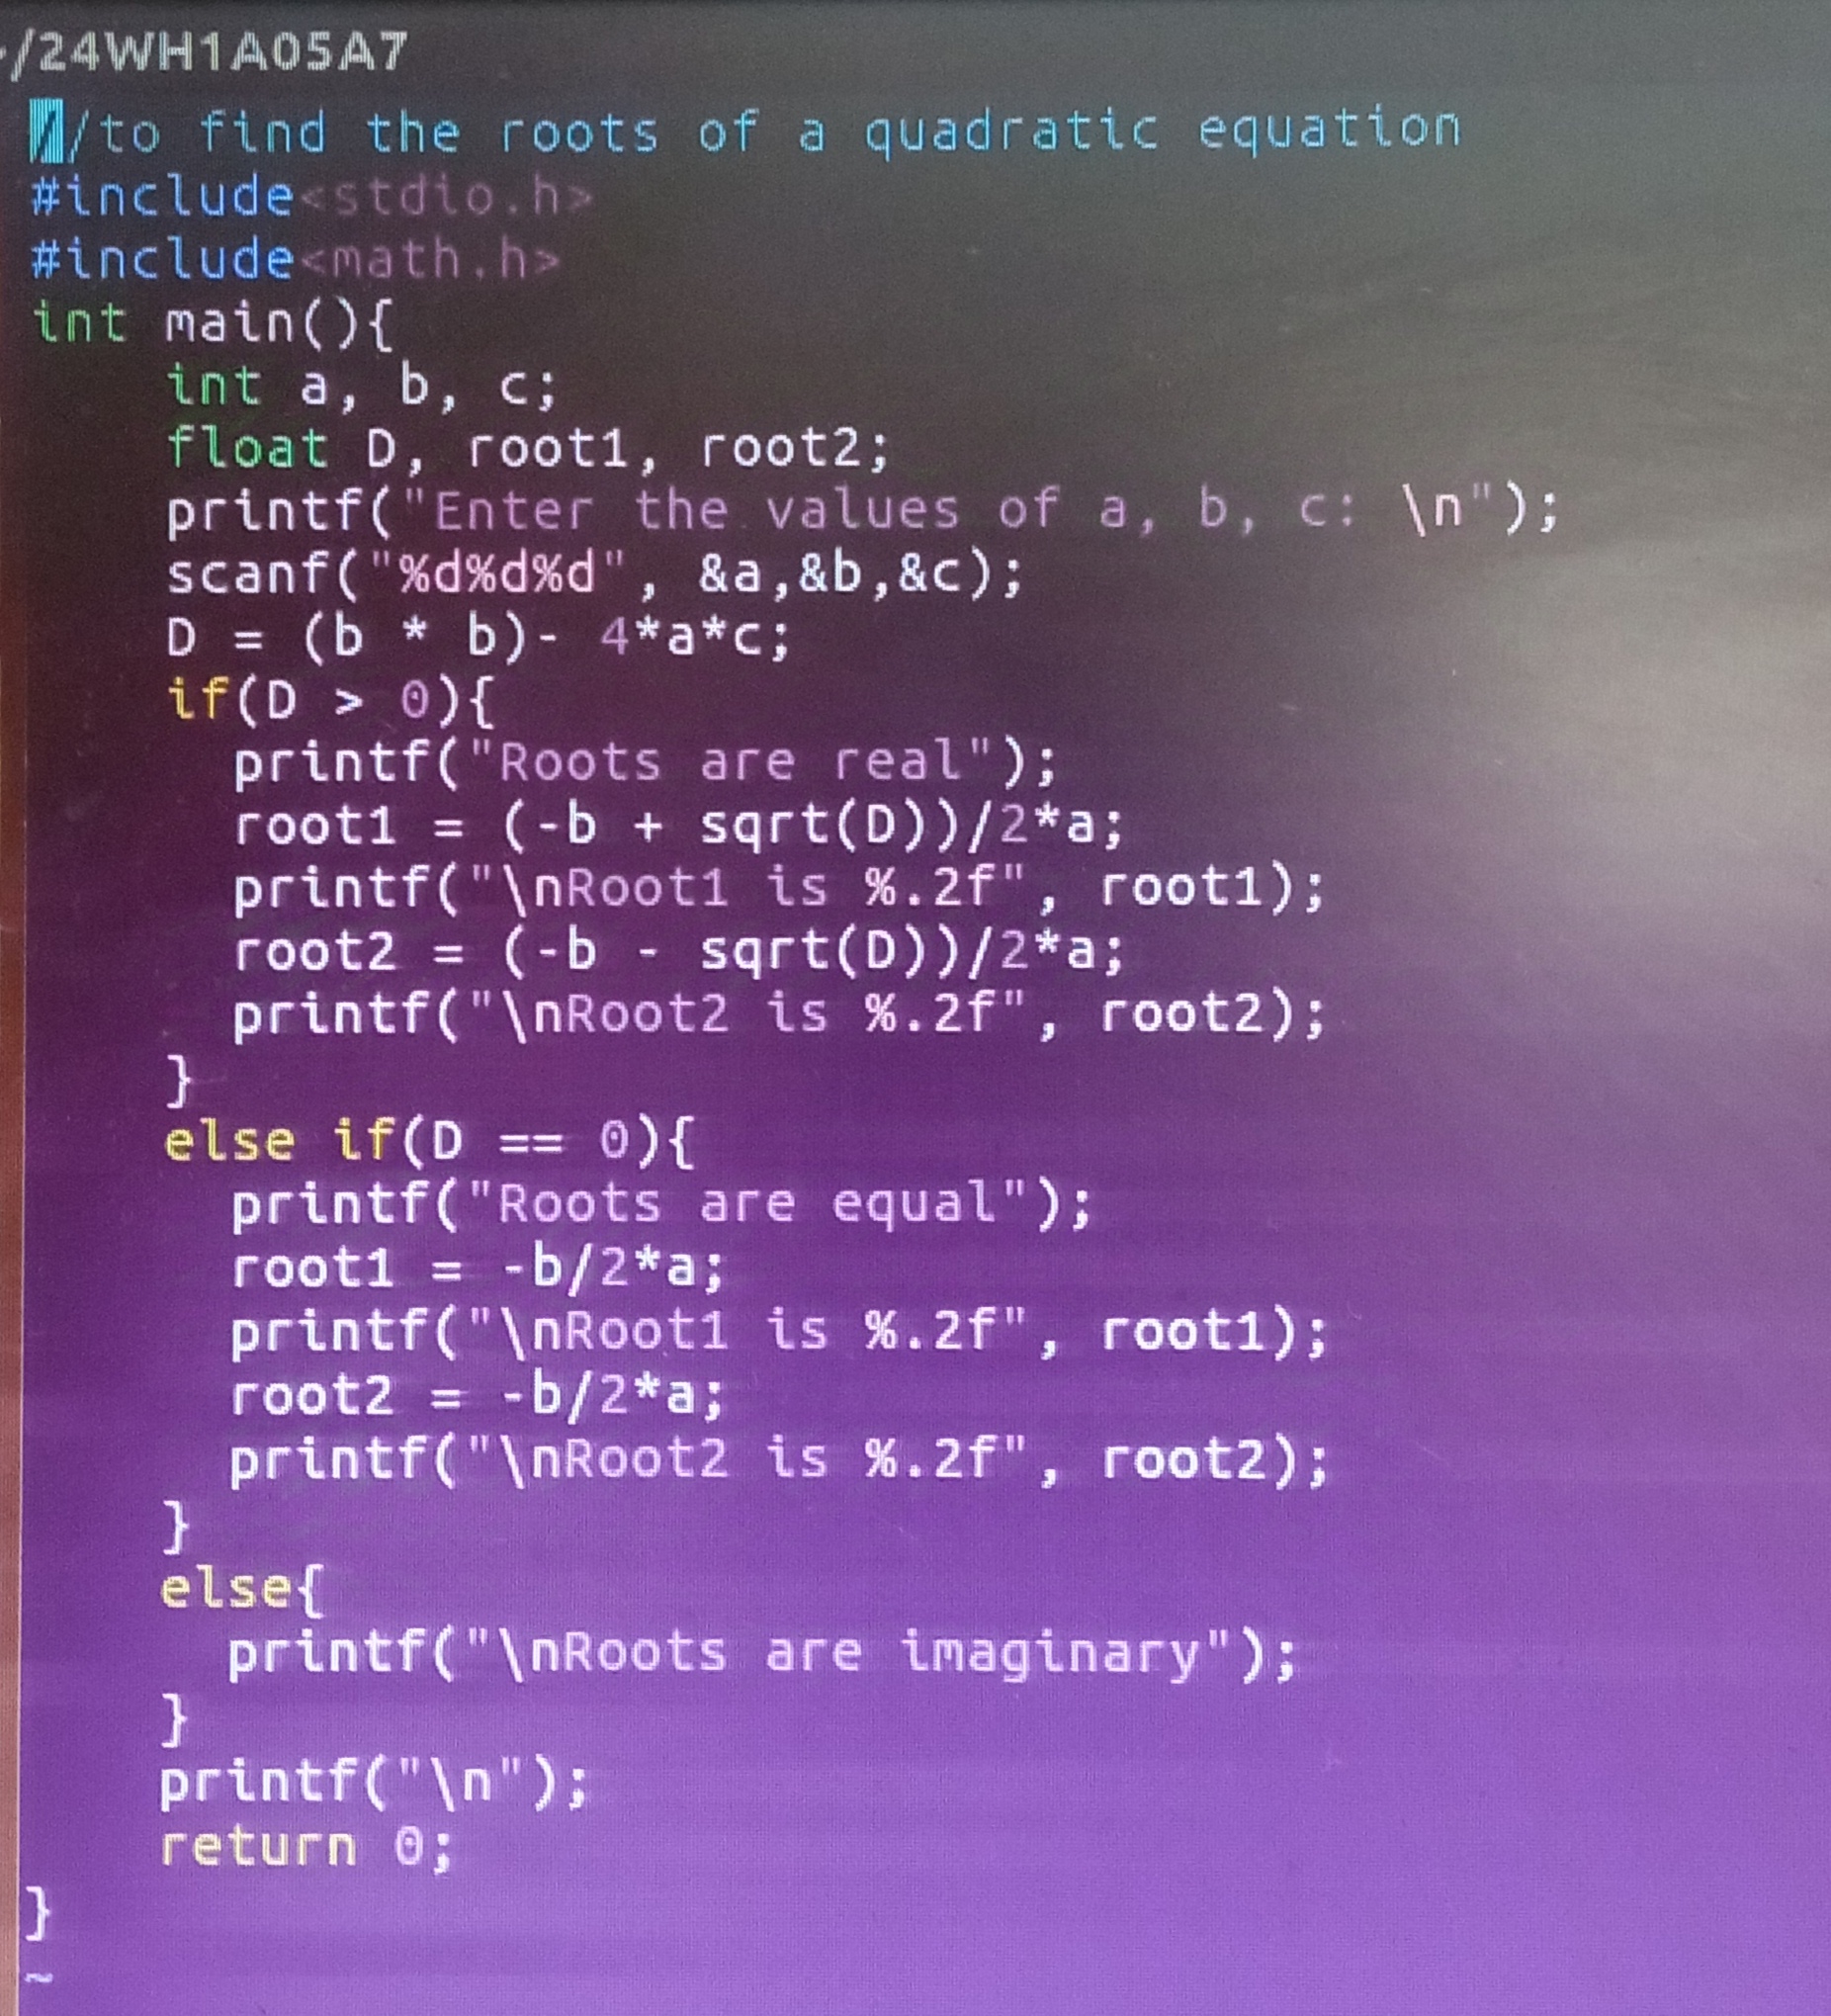 /24WH1A05A7
//to find the roots of a quadratic equation
#include<stdio.h>
#include<math.h>
int main(){
    int a, b, c;
    float D, root1, root2;
    printf("Enter the values of a, b, c: \n");
    scanf("%d%d%d", &a,&b,&c);
    D = (b * b)- 4*a*c;
    if(D > 0){
      printf("Roots are real");
      root1 = (-b + sqrt(D))/2*a;
      printf("\nRoot1 is %.2f", root1);
      root2 = (-b - sqrt(D))/2*a;
      printf("\nRoot2 is %.2f", root2);
    }
    else if(D == 0){
      printf("Roots are equal");
      root1 = -b/2*a;
      printf("\nRoot1 is %.2f", root1);
      root2 = -b/2*a;
      printf("\nRoot2 is %.2f", root2);
    }
    else{
      printf("\nRoots are imaginary");
    }
    printf("\n");
    return 0;
}
~